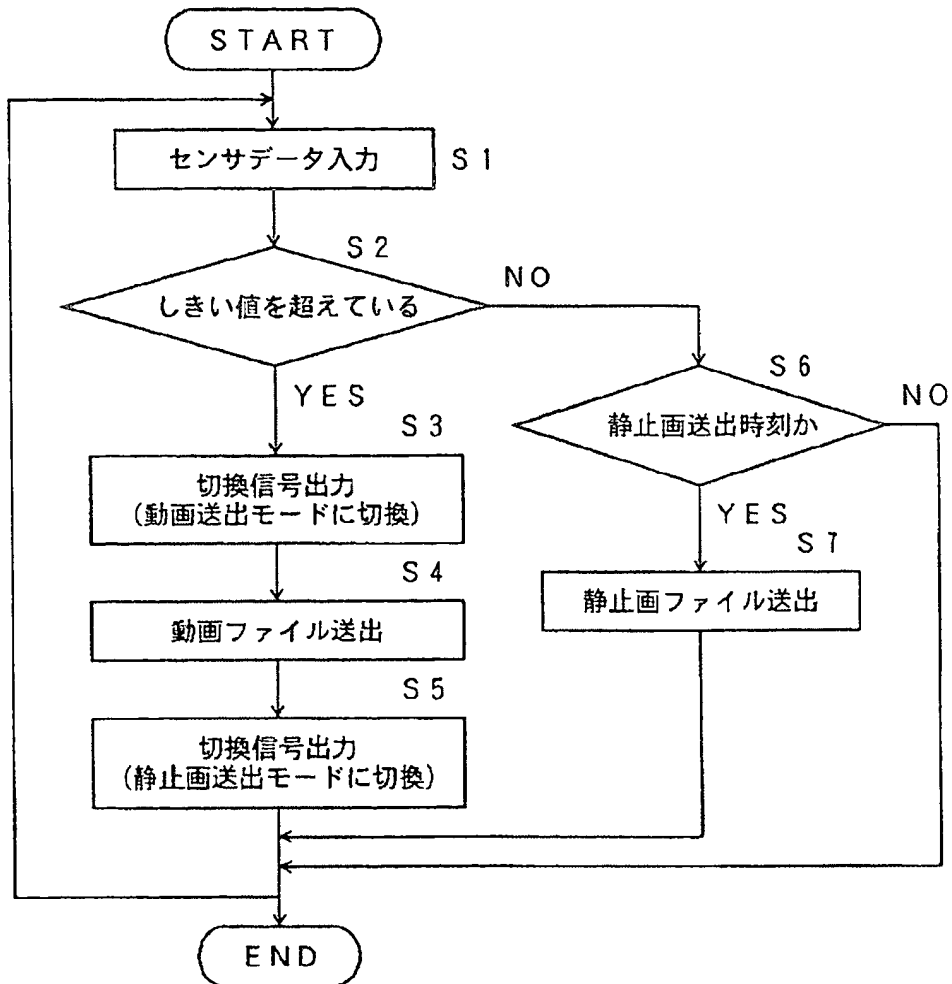 START
センサデータ入力
S1
S2
しきい値を超えている
NO
YES
S6
静止画送出時刻か
NO
S3
切換信号出力
(動画送出モードに切換)
YES
S7
静止画ファイル送出
S4
動画ファイル送出
S5
切換信号出力
(静止画送出モードに切換)
END